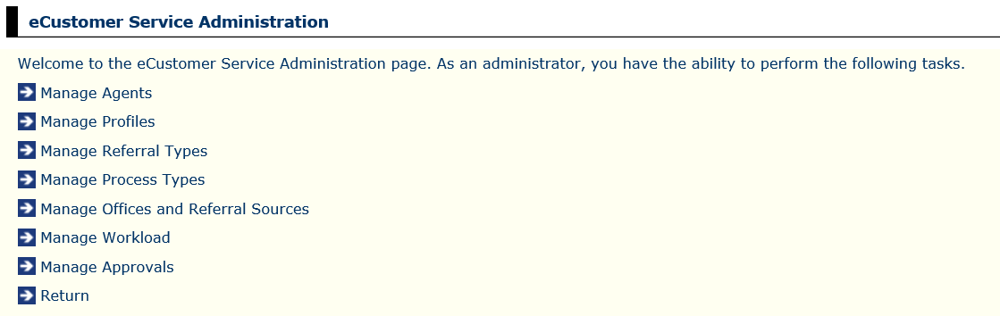 eCustomer Service Administration
Welcome to the eCustomer Service Administration page. As an administrator, you have the ability to perform the following tasks.
Manage Agents
Manage Profiles
Manage Referral Types
Manage Process Types
Manage Offices and Referral Sources
Manage Workload
Manage Approvals
Return